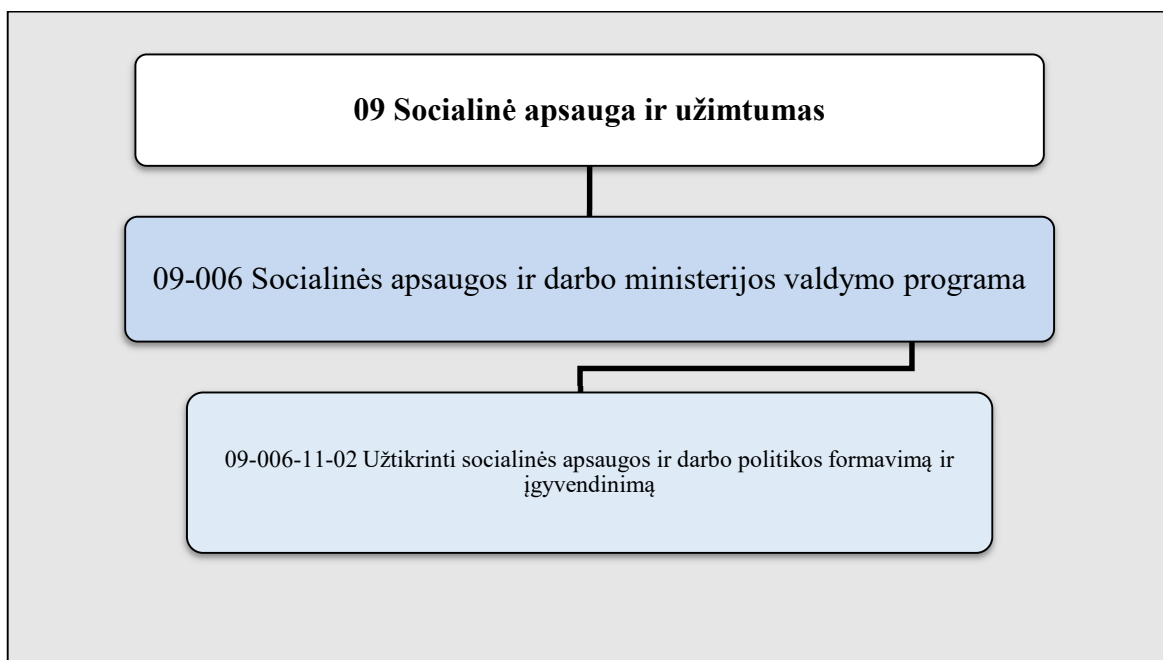 09 Socialinė apsauga ir užimtumas
09-006 Socialinės apsaugos ir darbo ministerijos valdymo programa
09-006-11-02 Užtikrinti socialinės apsaugos ir darbo politikos formavimą ir
įgyvendinimą